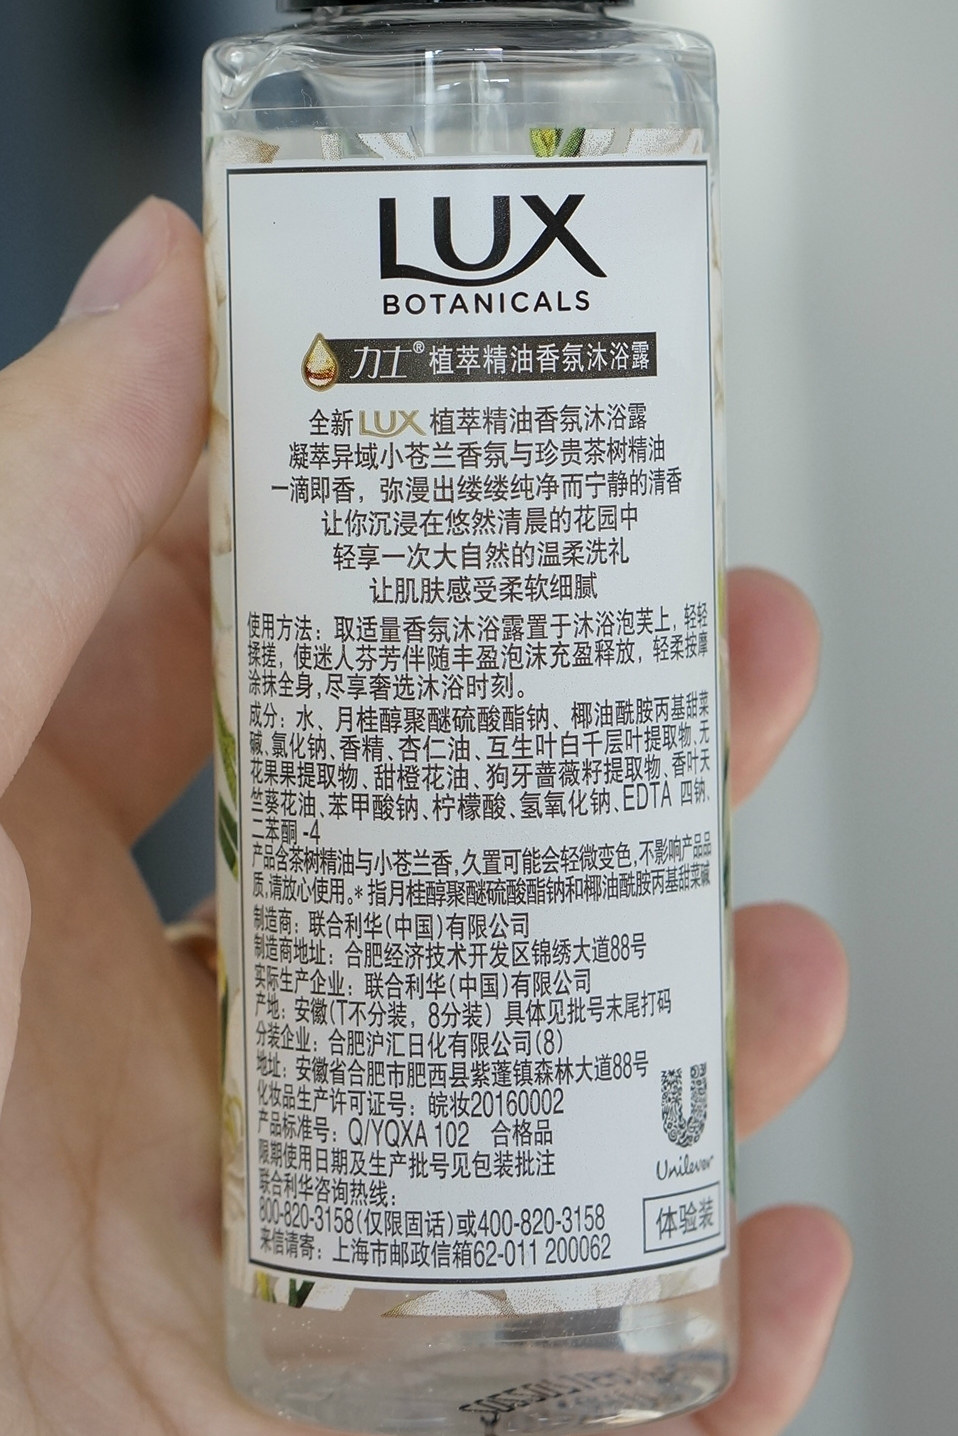 LUX
BOTANICALS
力士®植萃精油香氛沐浴露
全新LUX植萃精油香氛沐浴露
凝萃异域小苍兰香氛与珍贵茶树精油
一滴即香，弥漫出缕缕纯净而宁静的清香
让你沉浸在悠然清晨的花园中
轻享一次大自然的温柔洗礼
让肌肤感受柔软细腻
使用方法：取适量香氛沐浴露置于沐浴泡芙上，轻轻
揉搓，使迷人芬芳伴随丰盈泡沫充盈释放，轻柔按摩
涂抹全身,尽享奢选沐浴时刻。
成分：水、月桂醇聚醚硫酸酯钠、椰油酰胺丙基甜菜
碱、氯化钠、香精、杏仁油、互生叶白千层叶提取物、无
花果果提取物、甜橙花油、狗牙蔷薇籽提取物、香叶天
竺葵花油、苯甲酸钠、柠檬酸、氢氧化钠、EDTA 四钠、
二苯酮-4
产品含茶树精油与小苍兰香,久置可能会轻微变色,不影响产品品
质,请放心使用。*指月桂醇聚醚硫酸酯钠和椰油酰胺丙基甜菜碱
制造商：联合利华(中国)有限公司
制造商地址：合肥经济技术开发区锦绣大道88号
实际生产企业：联合利华(中国)有限公司
产地：安徽(T不分装，8分装) 具体见批号末尾打码
分装企业：合肥沪汇日化有限公司(8)
地址：安徽省合肥市肥西县紫蓬镇森林大道88号
化妆品生产许可证号：皖妆20160002
产品标准号：Q/YQXA 102 合格品
限期使用日期及生产批号见包装批注
联合利华咨询热线：
800-820-3158(仅限固话)或400-820-3158
来信请寄：上海市邮政信箱62-011 200062
Unilever
体验装